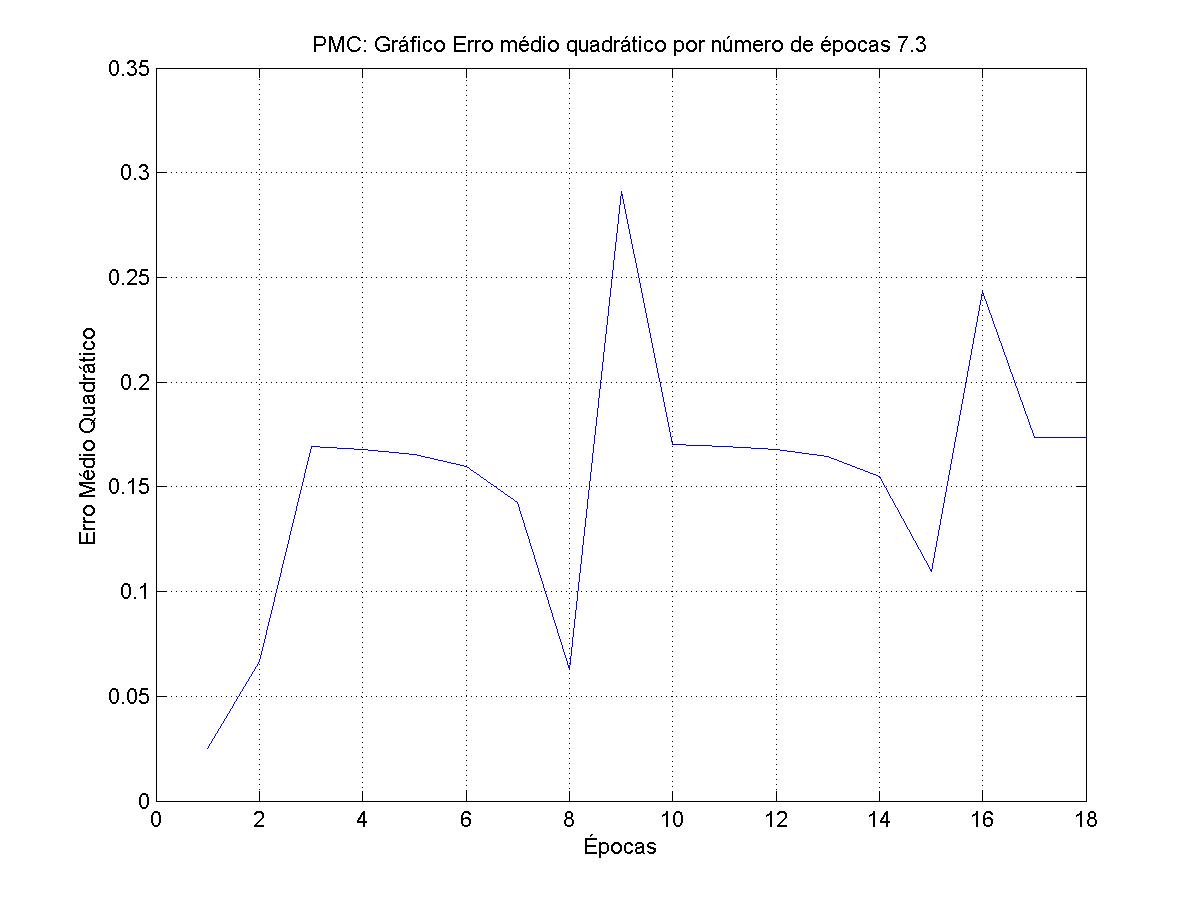 PMC: Gráfico Erro médio quadrático por número de épocas 7.3
0.35
0.3
0.25
0.2
0.15
0.1
0.05
0
Erro Médio Quadrático
0 2 4 6 8 10 12 14 16 18
Épocas